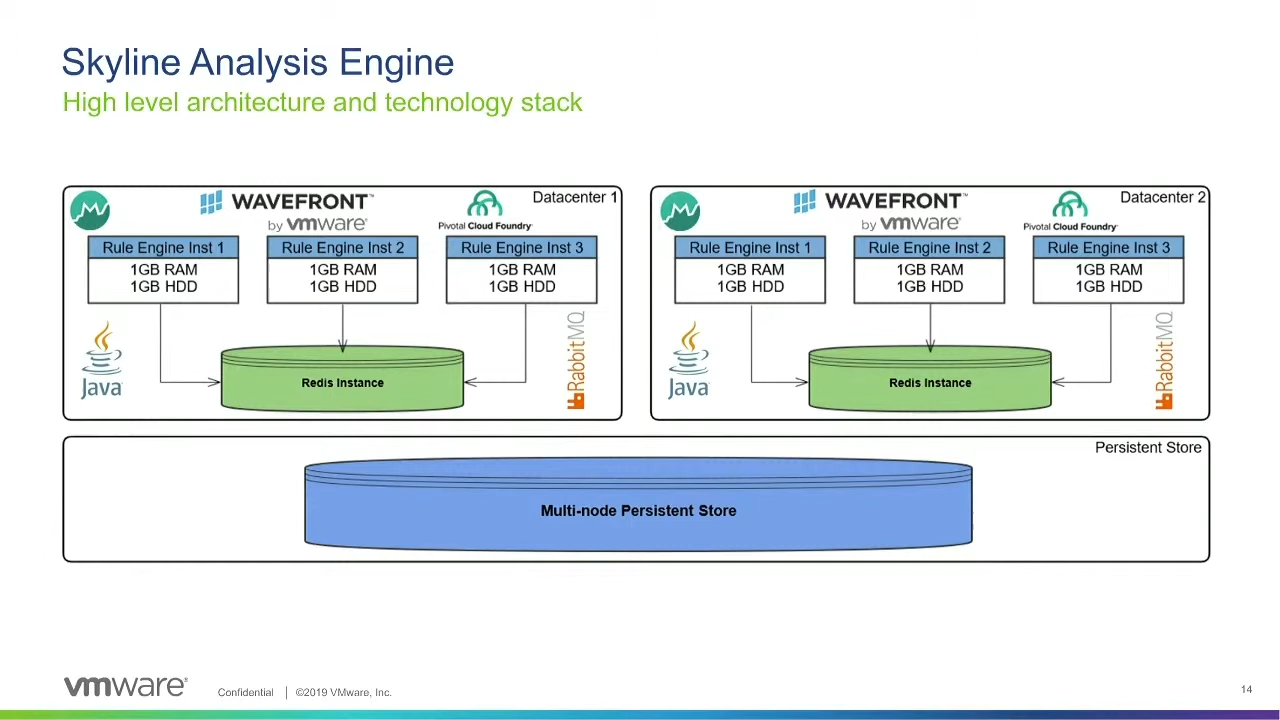 Skyline Analysis Engine
High level architecture and technology stack
Datacenter 1
WAVEFRONT™
by vmware®
Pivotal Cloud Foundry
Rule Engine Inst 1
1GB RAM
1GB HDD
Rule Engine Inst 2
1GB RAM
1GB HDD
Rule Engine Inst 3
1GB RAM
1GB HDD
Java
Redis Instance
RabbitMQ
Datacenter 2
WAVEFRONT™
by vmware®
Pivotal Cloud Foundry
Rule Engine Inst 1
1GB RAM
1GB HDD
Rule Engine Inst 2
1GB RAM
1GB HDD
Rule Engine Inst 3
1GB RAM
1GB HDD
Java
Redis Instance
RabbitMQ
Persistent Store
Multi-node Persistent Store
vmware®
Confidential | ©2019 VMware, Inc.
14